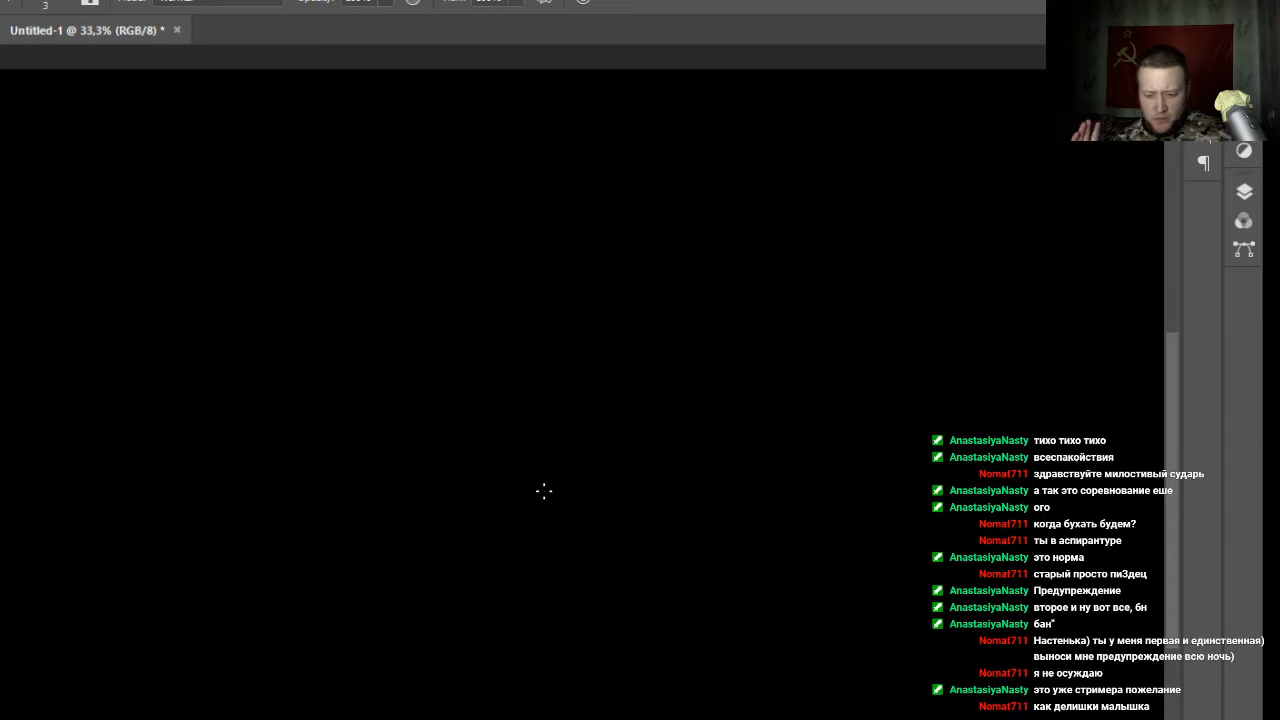 3
Untitled-1 @ 33,3% (RGB/8) * ×
AnastasiyaNasty тихо тихо тихо
AnastasiyaNasty всеспакойствия
Nomat711 здравствуйте милостивый сударь
AnastasiyaNasty а так это соревнование еше
AnastasiyaNasty ого
Nomat711 когда бухать будем?
Nomat711 ты в аспирантуре
AnastasiyaNasty это норма
Nomat711 старый просто пиЗдец
AnastasiyaNasty Предупреждение
AnastasiyaNasty второе и ну вот все, бн
AnastasiyaNasty бан"
Nomat711 Настенька) ты у меня первая и единственная)
выноси мне предупреждение всю ночь)
Nomat711 я не осуждаю
AnastasiyaNasty это уже стримера пожелание
Nomat711 как делишки малышка